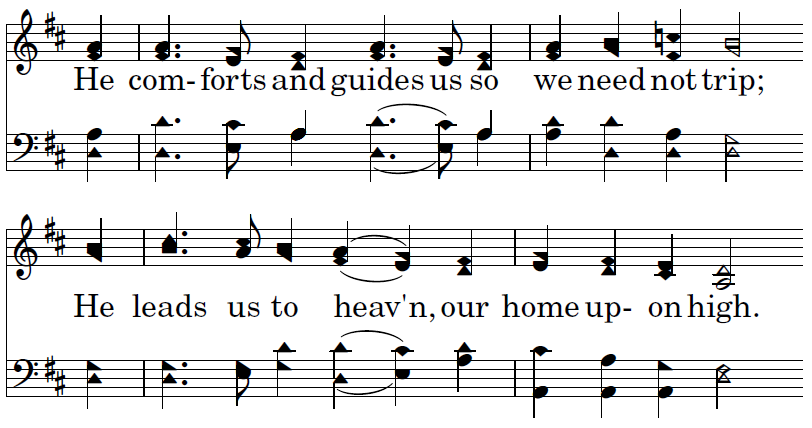 He com- forts and guides us so we need not trip;
He leads us to heav'n, our home up- on high.